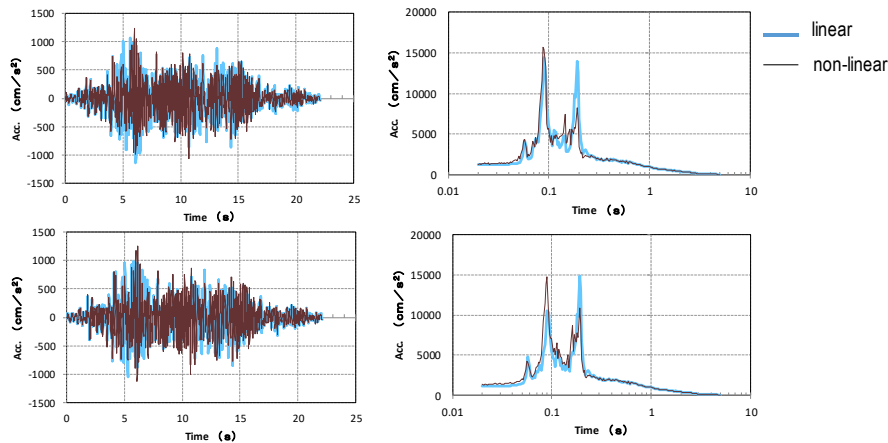 1500
1000
500
0
-500
-1000
-1500
0 5 10 15 20 25
Acc. (cm/s²)
Time (s)
20000
15000
10000
5000
0
0.01 0.1 1 10
Acc. (cm/s²)
Time (s)
linear
non-linear
1500
1000
500
0
-500
-1000
-1500
0 5 10 15 20 25
Acc. (cm/s²)
Time (s)
20000
15000
10000
5000
0
0.01 0.1 1 10
Acc. (cm/s²)
Time (s)